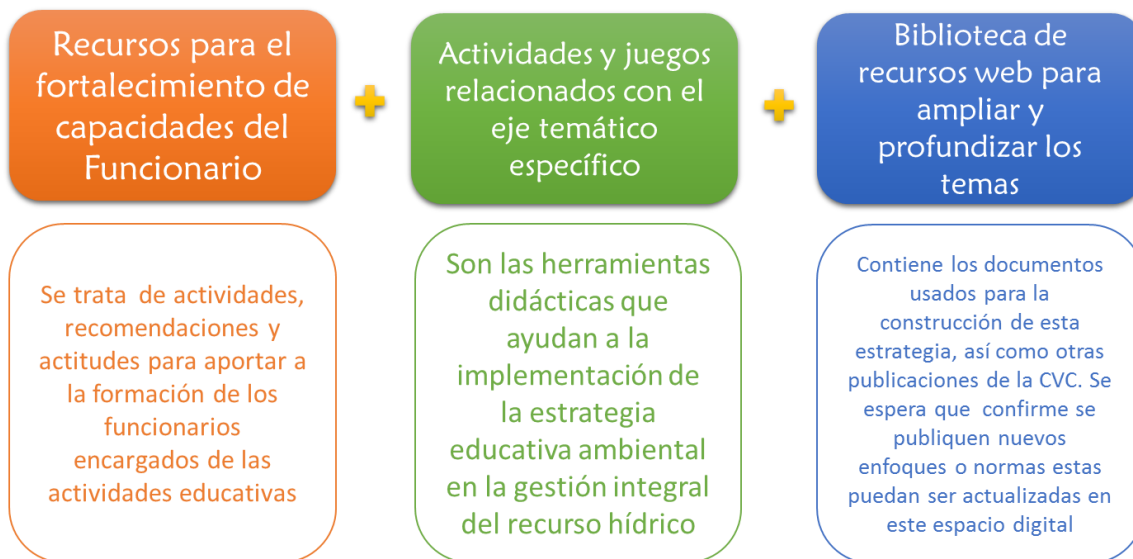 Recursos para el
fortalecimiento de
capacidades del
Funcionario
Actividades y juegos
relacionados con el
eje temático
específico
Biblioteca de
recursos web para
ampliar y
profundizar los
temas
Se trata de actividades,
recomendaciones y
actitudes para aportar a
la formación de los
funcionarios
encargados de las
actividades educativas
Son las herramientas
didácticas que
ayudan a la
implementación de
la estrategia
educativa ambiental
en la gestión integral
del recurso hídrico
Contiene los documentos
usados para la
construcción de esta
estrategia, así como otras
publicaciones de la CVC. Se
espera que confirme se
publiquen nuevos
enfoques o normas estas
puedan ser actualizadas en
este espacio digital